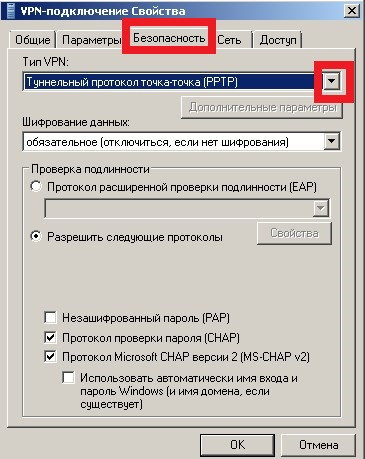 VPN-подключение Свойства
Общие Параметры Безопасность Сеть Доступ
Тип VPN:
Туннельный протокол точка-точка (PPTP)
Дополнительные параметры
Шифрование данных:
обязательное (отключиться, если нет шифрования)
Проверка подлинности
Протокол расширенной проверки подлинности (EAP)
Разрешить следующие протоколы
Свойства
Незашифрованный пароль (PAP)
Протокол проверки пароля (CHAP)
Протокол Microsoft CHAP версии 2 (MS-CHAP v2)
Использовать автоматически имя входа и
пароль Windows (и имя домена, если
существует)
OK Отмена